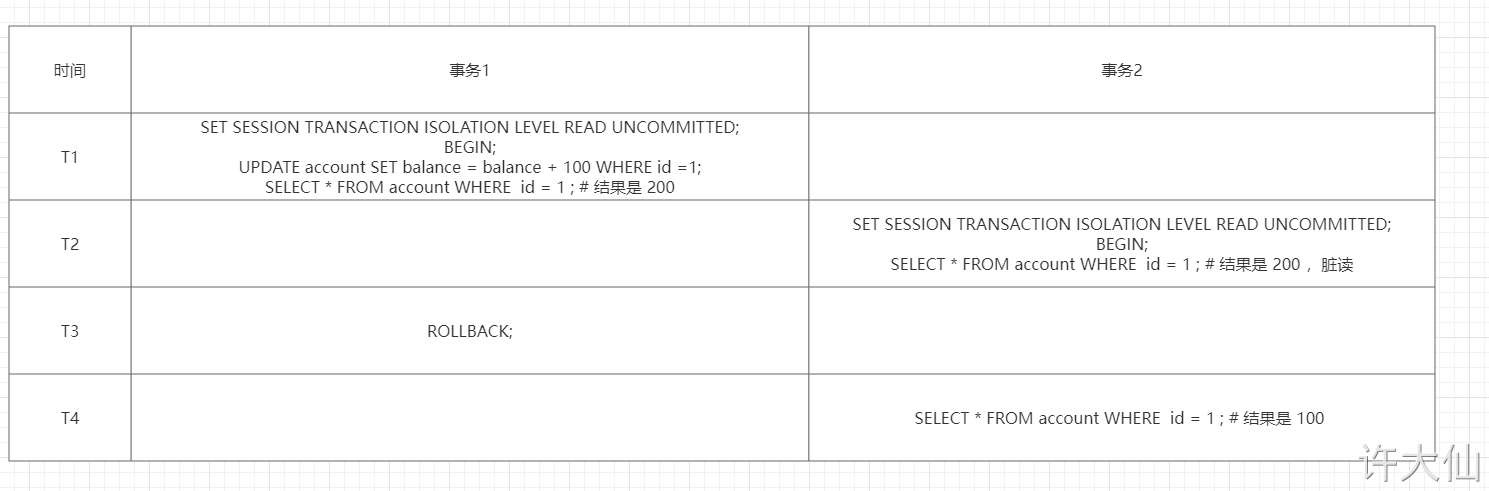 时间
事务1
事务2
T1
SET SESSION TRANSACTION ISOLATION LEVEL READ UNCOMMITTED;
BEGIN;
UPDATE account SET balance = balance + 100 WHERE id =1;
SELECT * FROM account WHERE  id = 1 ; # 结果是 200
T2
SET SESSION TRANSACTION ISOLATION LEVEL READ UNCOMMITTED;
BEGIN;
SELECT * FROM account WHERE  id = 1 ; # 结果是 200 ，脏读
T3
ROLLBACK;
T4
SELECT * FROM account WHERE  id = 1 ; # 结果是 100
许大仙